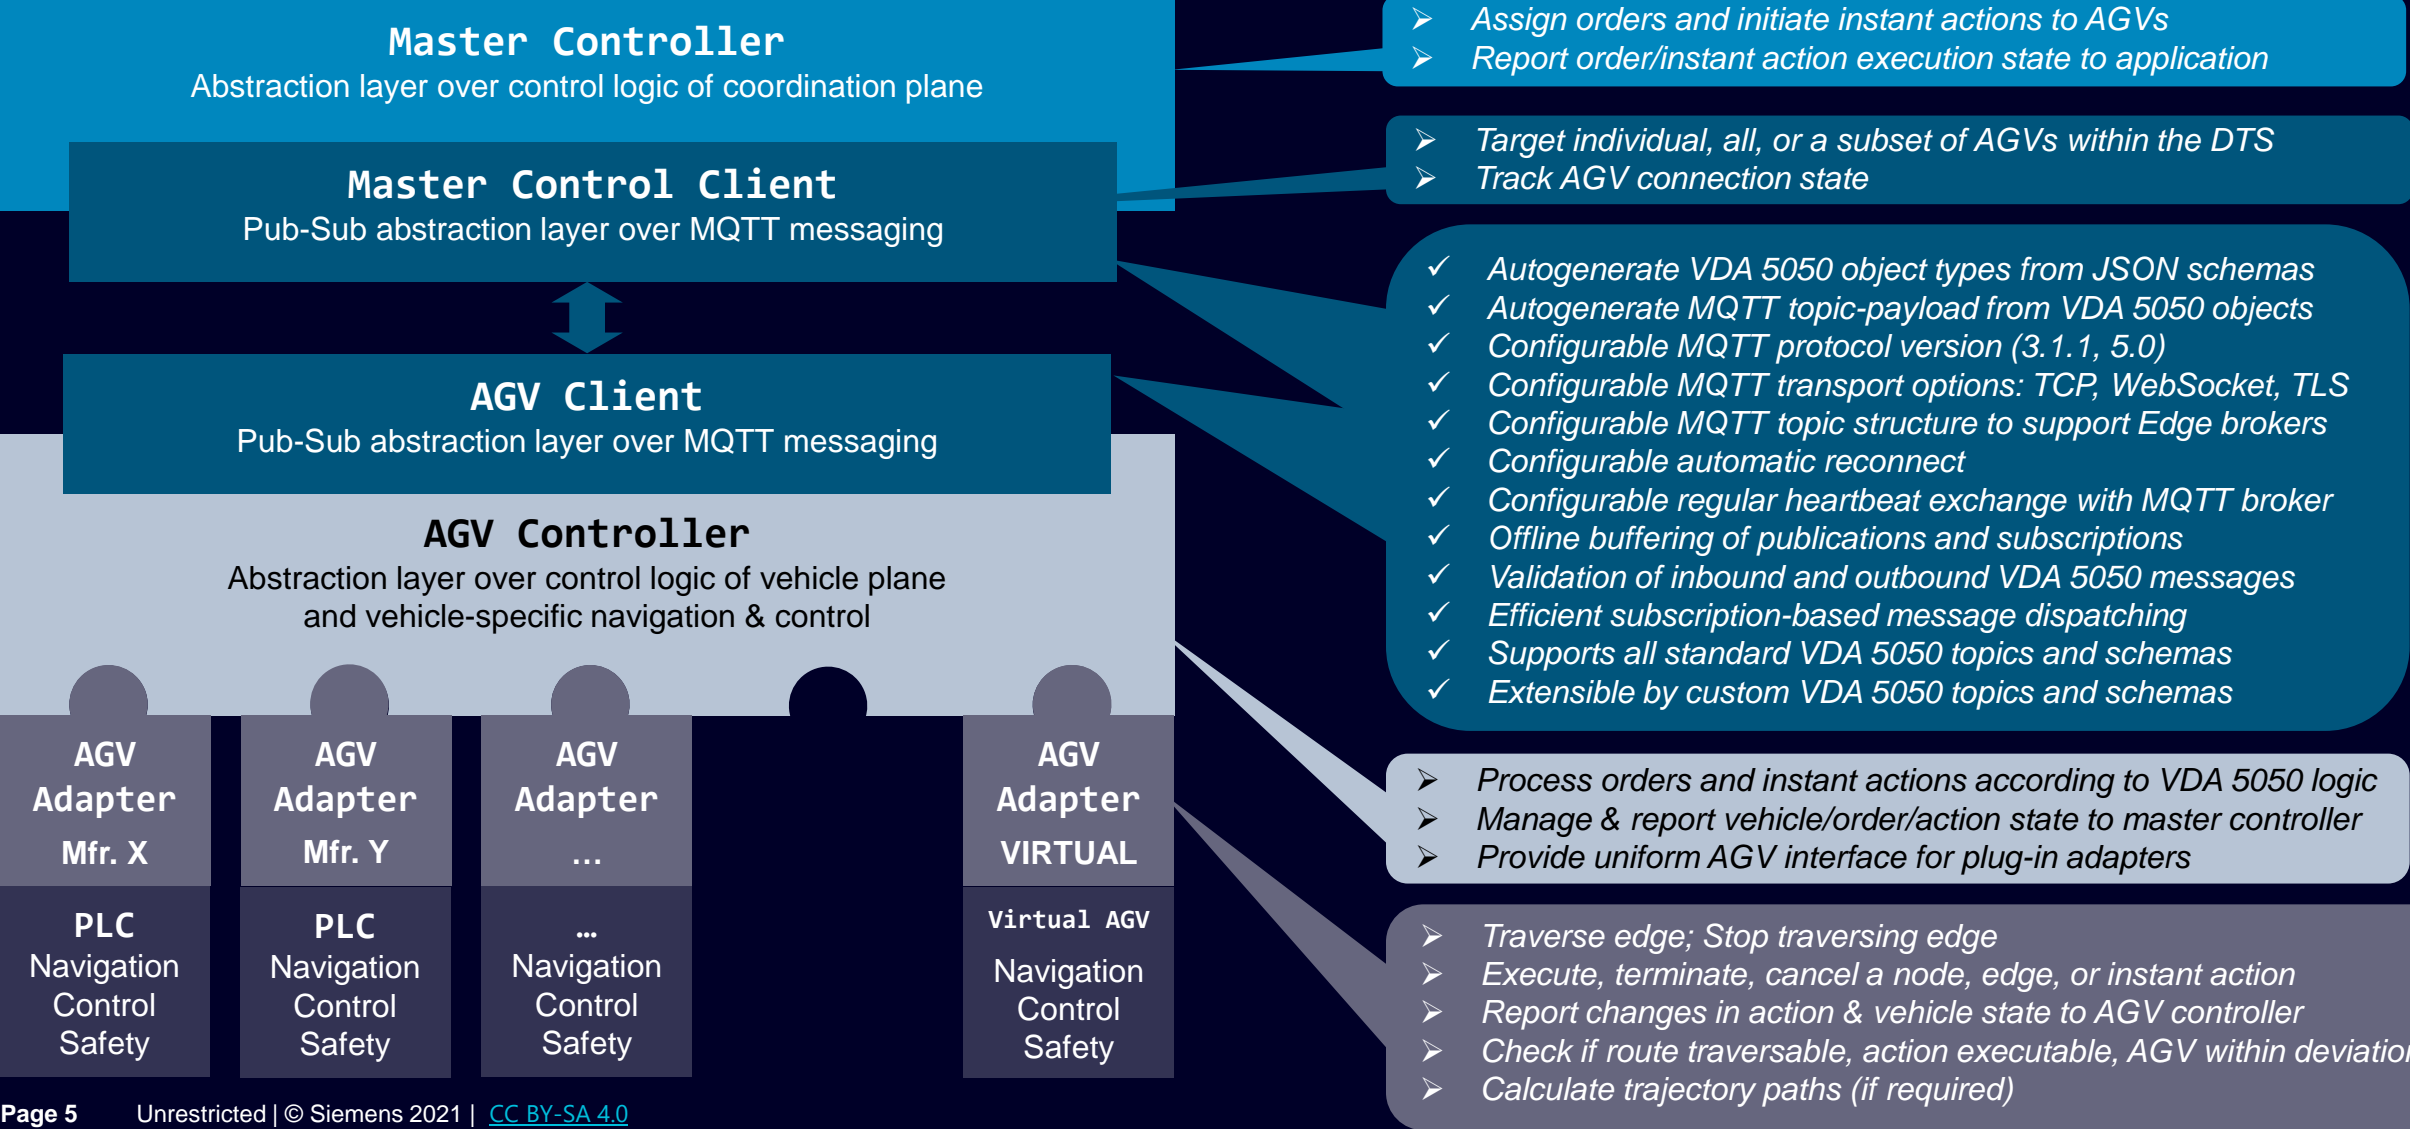 Master Controller
Abstraction layer over control logic of coordination plane
Master Control Client
Pub-Sub abstraction layer over MQTT messaging
AGV Client
Pub-Sub abstraction layer over MQTT messaging
AGV Controller
Abstraction layer over control logic of vehicle plane
and vehicle-specific navigation & control
AGV
Adapter
Mfr. X
AGV
Adapter
Mfr. Y
AGV
Adapter
…
AGV
Adapter
VIRTUAL
PLC
Navigation
Control
Safety
PLC
Navigation
Control
Safety
…
Navigation
Control
Safety
Virtual AGV
Navigation
Control
Safety
➢ Assign orders and initiate instant actions to AGVs
➢ Report order/instant action execution state to application
➢ Target individual, all, or a subset of AGVs within the DTS
➢ Track AGV connection state
✓ Autogenerate VDA 5050 object types from JSON schemas
✓ Autogenerate MQTT topic-payload from VDA 5050 objects
✓ Configurable MQTT protocol version (3.1.1, 5.0)
✓ Configurable MQTT transport options: TCP, WebSocket, TLS
✓ Configurable MQTT topic structure to support Edge brokers
✓ Configurable automatic reconnect
✓ Configurable regular heartbeat exchange with MQTT broker
✓ Offline buffering of publications and subscriptions
✓ Validation of inbound and outbound VDA 5050 messages
✓ Efficient subscription-based message dispatching
✓ Supports all standard VDA 5050 topics and schemas
✓ Extensible by custom VDA 5050 topics and schemas
➢ Process orders and instant actions according to VDA 5050 logic
➢ Manage & report vehicle/order/action state to master controller
➢ Provide uniform AGV interface for plug-in adapters
➢ Traverse edge; Stop traversing edge
➢ Execute, terminate, cancel a node, edge, or instant action
➢ Report changes in action & vehicle state to AGV controller
➢ Check if route traversable, action executable, AGV within deviation
➢ Calculate trajectory paths (if required)
Page 5 Unrestricted | © Siemens 2021 | CC BY-SA 4.0